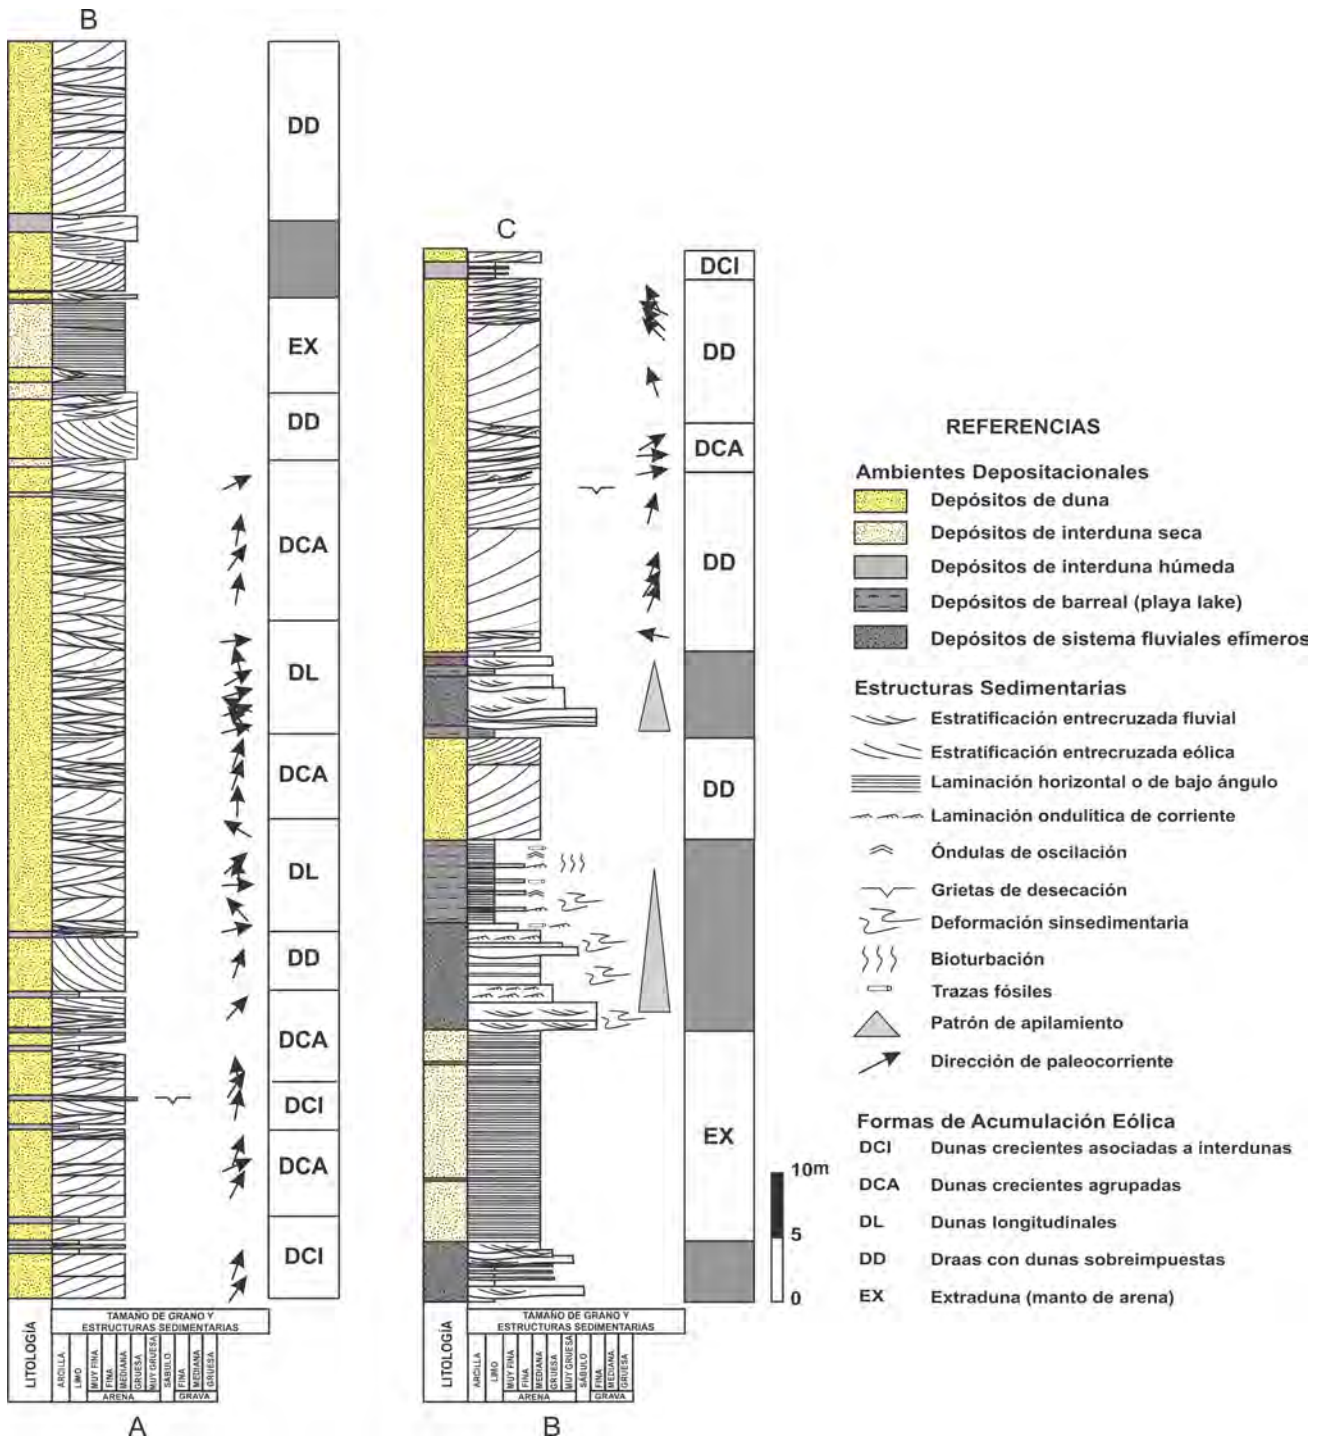 B
DD
EX
DD
DCA
DL
DCA
DL
DD
DCA
DCI
DCA
DCI
LITOLOGÍA
TAMAÑO DE GRANO Y
ESTRUCTURAS SEDIMENTARIAS
ARCILLA
LIMO
MUY FINA
FINA
MEDIANA
GRUESA
MUY GRUESA
SÁBULO
FINA
MEDIANA
GRUESA
ARENA
GRAVA
A
C
DCI
DD
DCA
DD
DD
EX
10m
5
0
LITOLOGÍA
TAMAÑO DE GRANO Y
ESTRUCTURAS SEDIMENTARIAS
ARCILLA
LIMO
MUY FINA
FINA
MEDIANA
GRUESA
MUY GRUESA
SÁBULO
FINA
MEDIANA
GRUESA
ARENA
GRAVA
B
REFERENCIAS
Ambientes Depositacionales
Depósitos de duna
Depósitos de interduna seca
Depósitos de interduna húmeda
Depósitos de barreal (playa lake)
Depósitos de sistema fluviales efímeros
Estructuras Sedimentarias
Estratificación entrecruzada fluvial
Estratificación entrecruzada eólica
Laminación horizontal o de bajo ángulo
Laminación ondulítica de corriente
Óndulas de oscilación
Grietas de desecación
Deformación sinsedimentaria
Bioturbación
Trazas fósiles
Patrón de apilamiento
Dirección de paleocorriente
Formas de Acumulación Eólica
DCI Dunas crecientes asociadas a interdunas
DCA Dunas crecientes agrupadas
DL Dunas longitudinales
DD Draas con dunas sobreimpuestas
EX Extraduna (manto de arena)